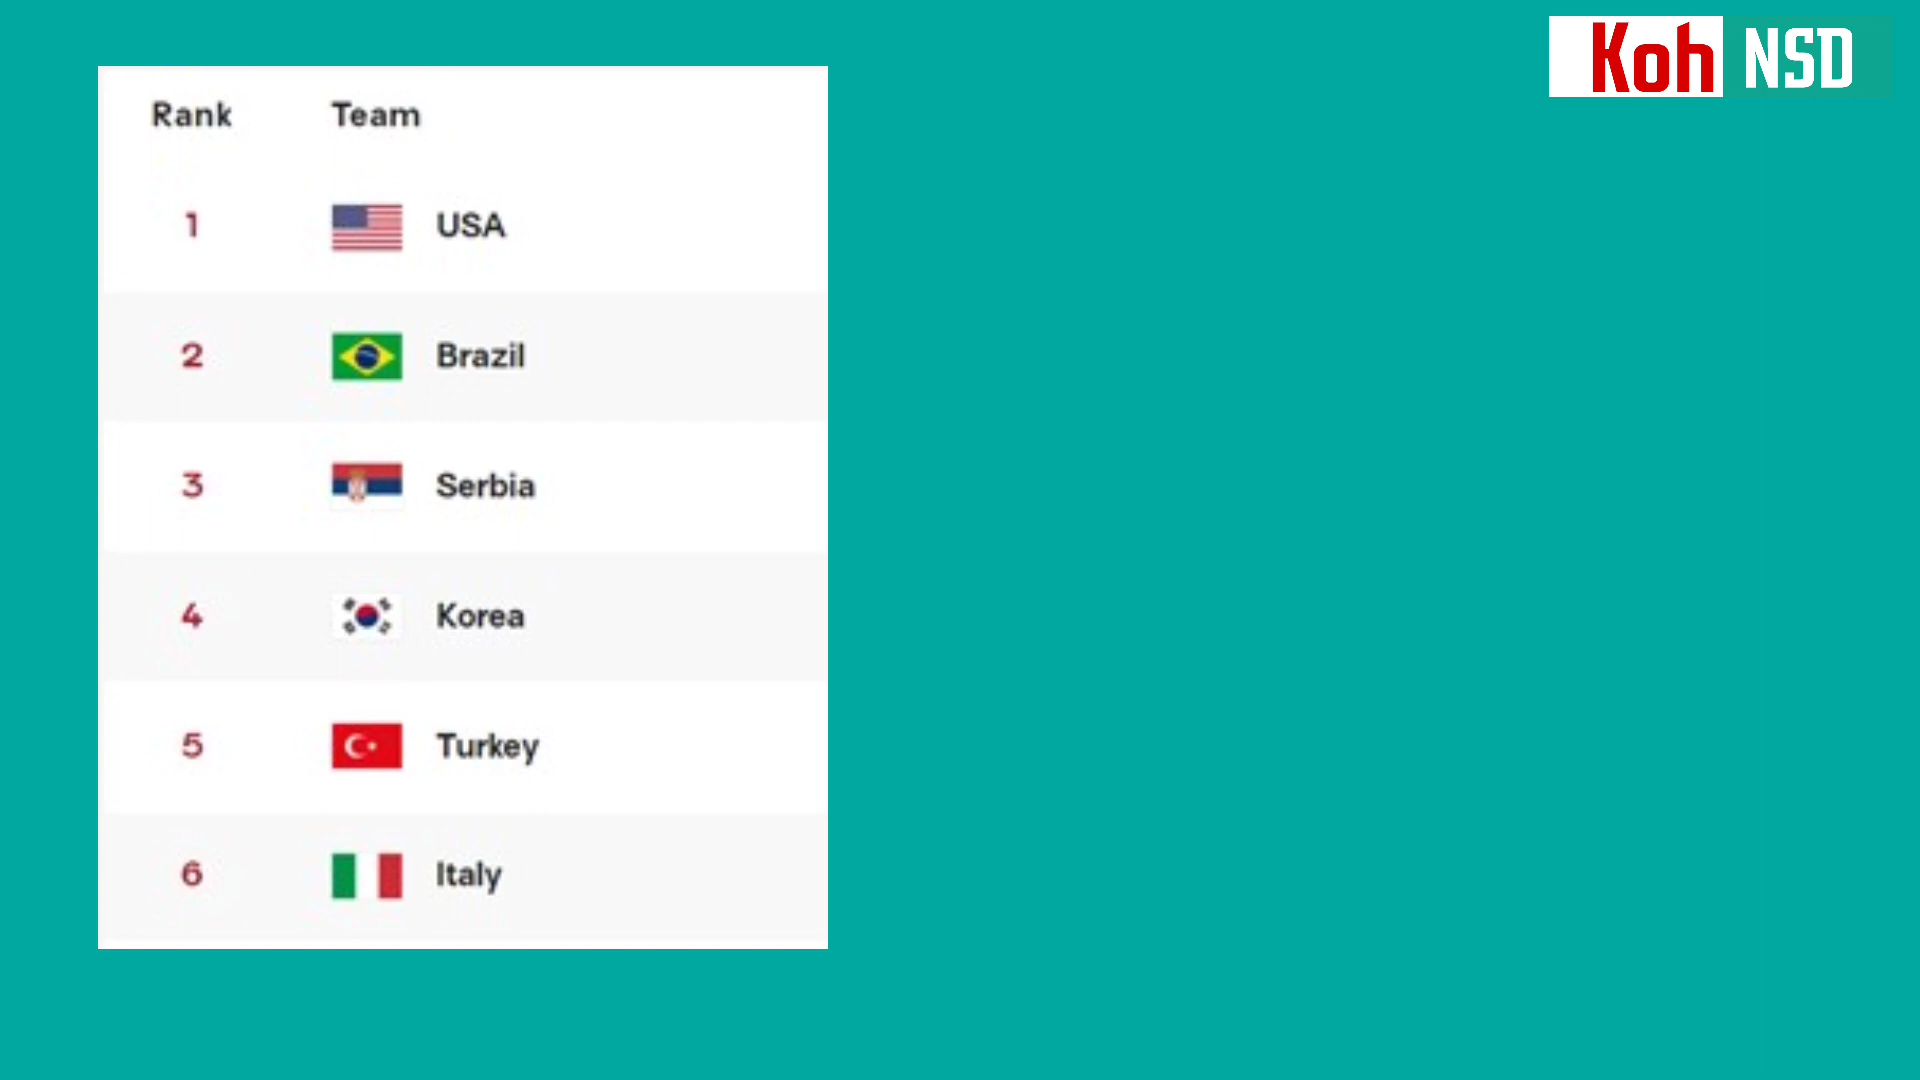 Koh NSD
Rank Team
1 USA
2 Brazil
3 Serbia
4 Korea
5 Turkey
6 Italy